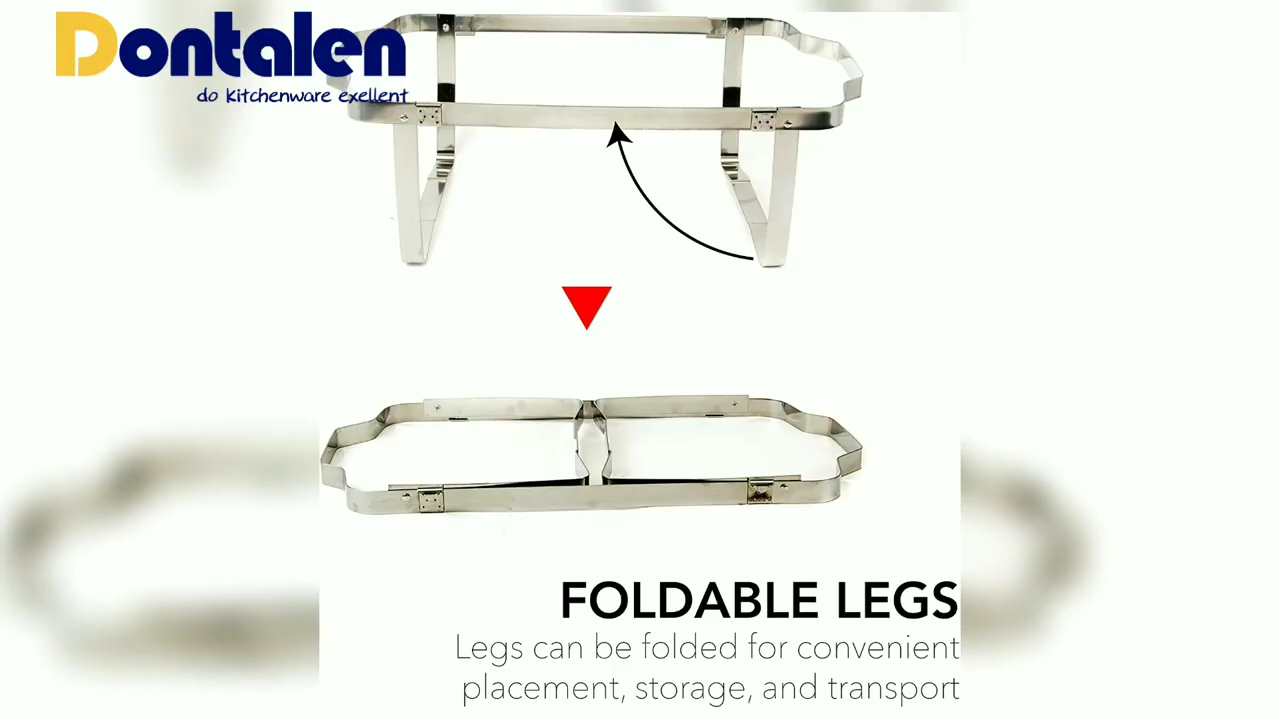 Dontalen
do kitchenware exellent
FOLDABLE LEGS
Legs can be folded for convenient
placement, storage, and transport